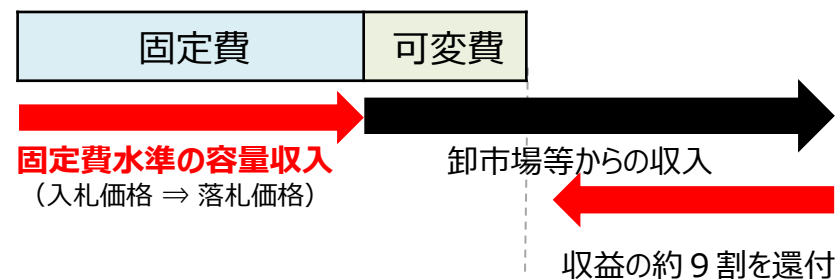 固定費 可変費
固定費水準の容量収入
（入札価格 ⇒ 落札価格）
卸市場等からの収入
収益の約９割を還付